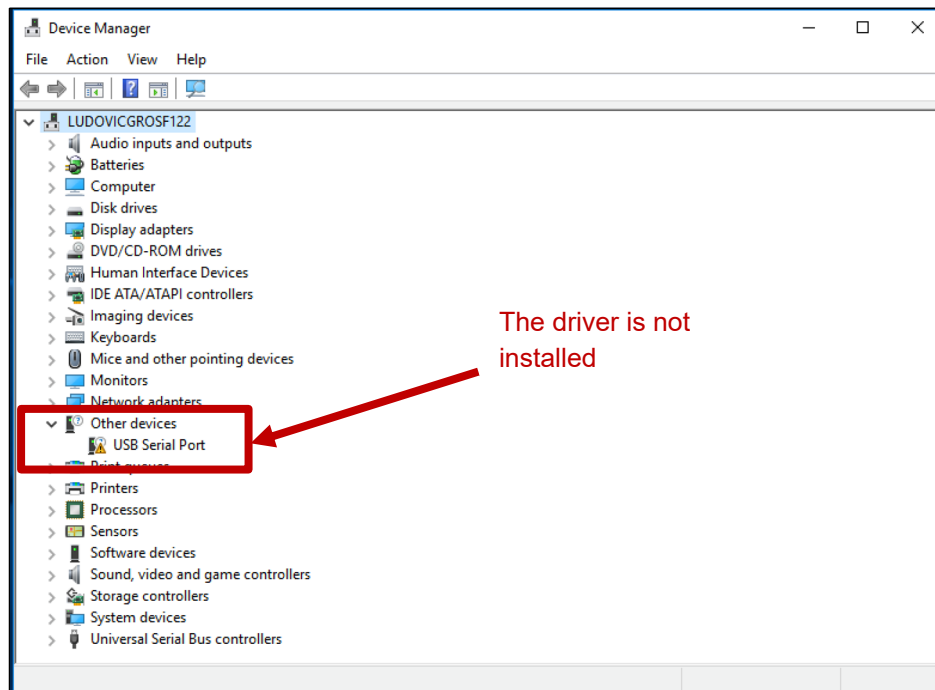 Device Manager
File Action View Help
LUDOVICGROSF122
Audio inputs and outputs
Batteries
Computer
Disk drives
Display adapters
DVD/CD-ROM drives
Human Interface Devices
IDE ATA/ATAPI controllers
Imaging devices
Keyboards
Mice and other pointing devices
Monitors
Network adapters
Other devices
USB Serial Port
Print queues
Printers
Processors
Sensors
Software devices
Sound, video and game controllers
Storage controllers
System devices
Universal Serial Bus controllers
The driver is not
installed